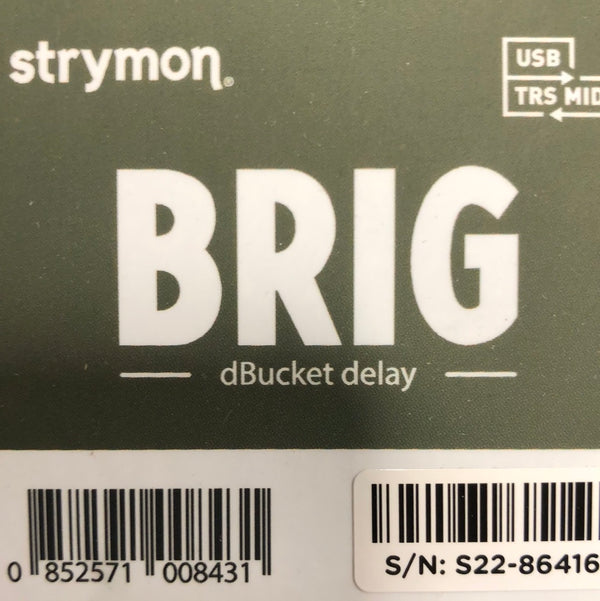 strymon®
USB
TRS MID
BRIG
dBucket delay
0 852571 008431
S/N: S22-86416